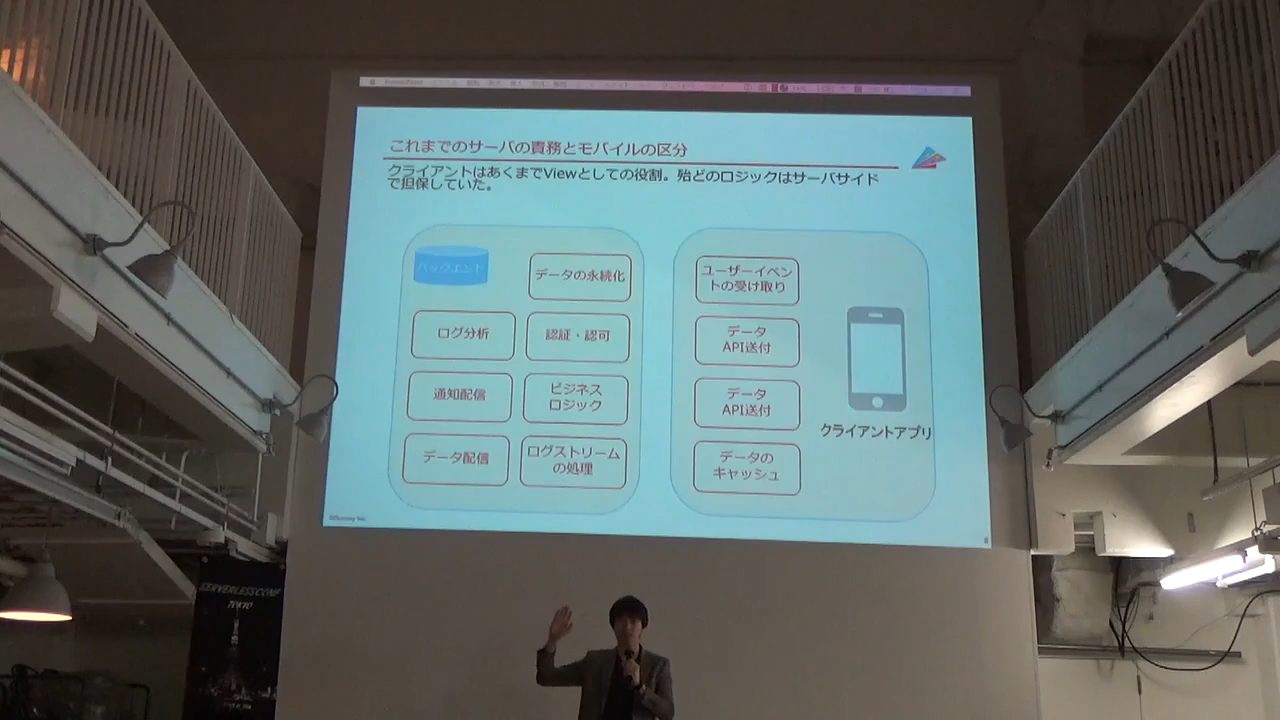 これまでのサーバの責務とモバイルの区分
クライアントはあくまでViewとしての役割。殆どのロジックはサーバサイド
で担保していた。
バックエンド
データの永続化
ログ分析
認証・認可
通知配信
ビジネス
ロジック
データ配信
ログストリーム
の処理
ユーザーイベン
トの受け取り
データ
API送付
データ
API送付
データの
キャッシュ
クライアントアプリ
SERVERLESSCONF
TOKYO